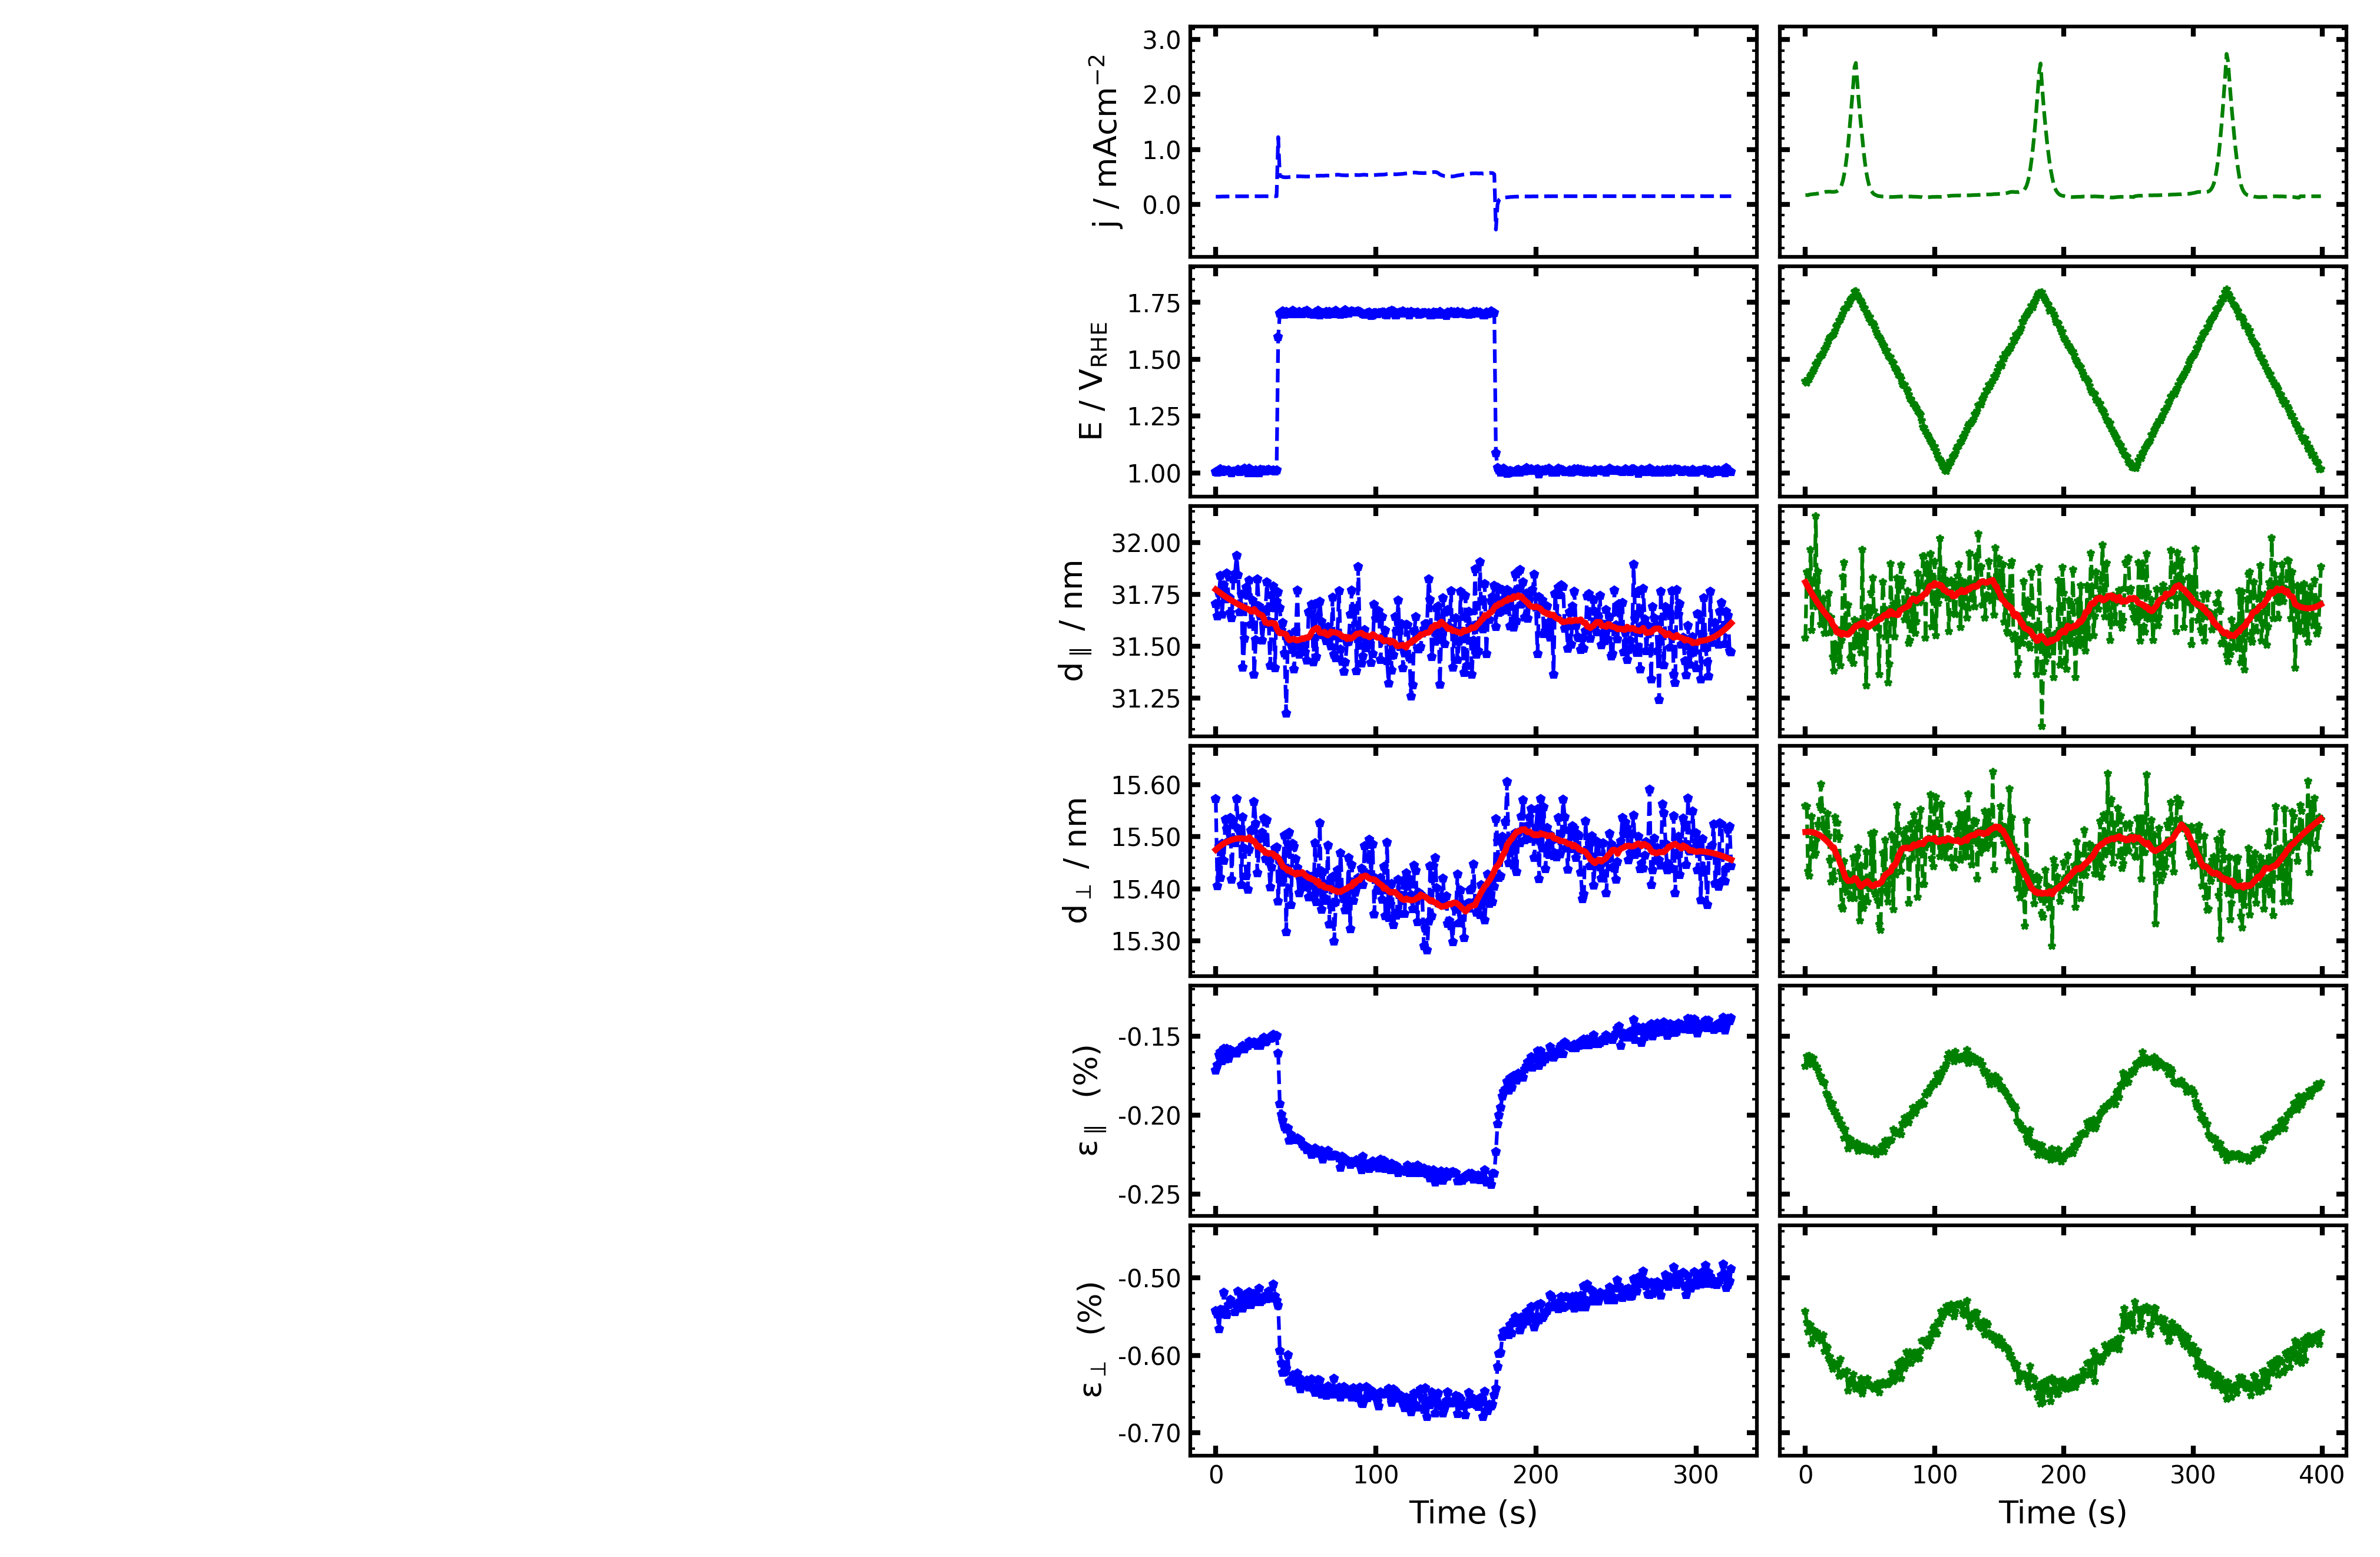 j / mAcm⁻²
3.0
2.0
1.0
0.0
E / V_RHE
1.75
1.50
1.25
1.00
d∥ / nm
32.00
31.75
31.50
31.25
d⊥ / nm
15.60
15.50
15.40
15.30
ε∥ (%)
-0.15
-0.20
-0.25
ε⊥ (%)
-0.50
-0.60
-0.70
0 100 200 300
0 100 200 300 400
Time (s)
Time (s)